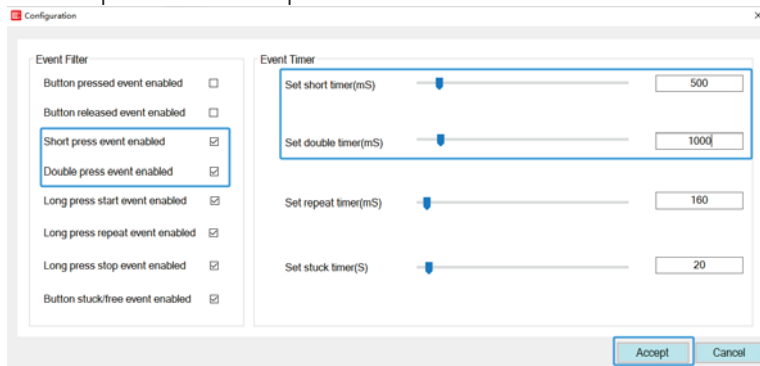 Configuration
Event Filter
Button pressed event enabled
Button released event enabled
Short press event enabled
Double press event enabled
Long press start event enabled
Long press repeat event enabled
Long press stop event enabled
Button stuck/free event enabled
Event Timer
Set short timer(mS) 500
Set double timer(mS) 1000
Set repeat timer(mS) 160
Set stuck timer(S) 20
Accept Cancel